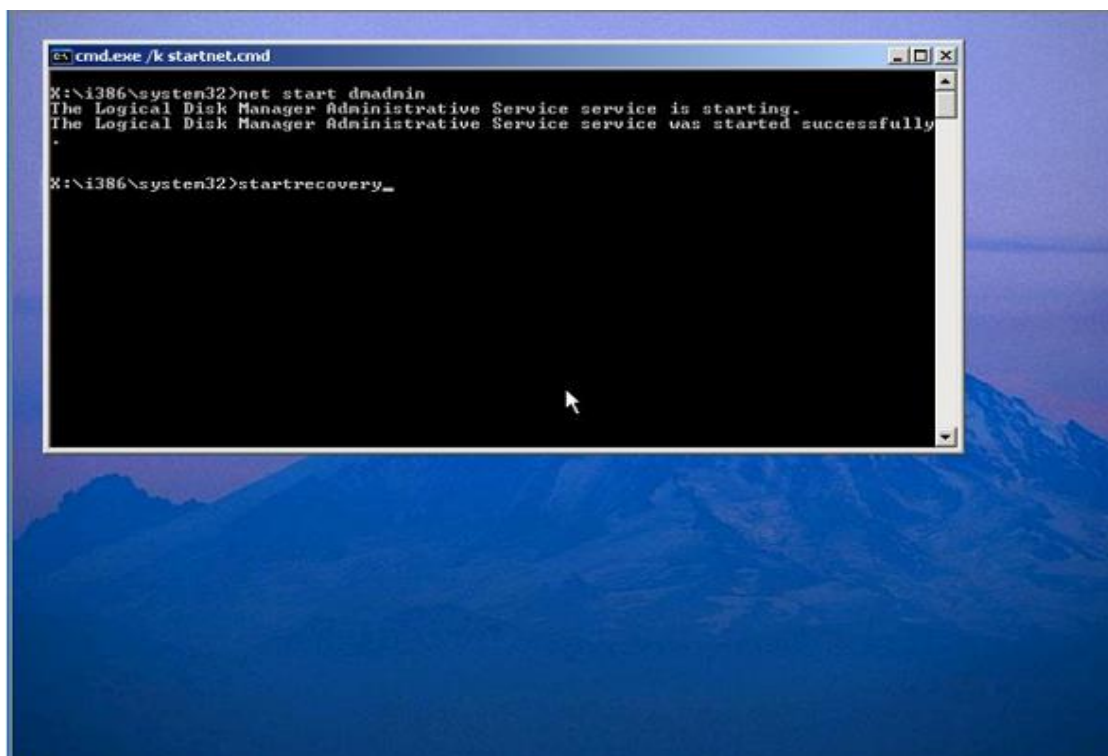 cmd.exe /k startnet.cmd
X:\i386\system32>net start dmadmin
The Logical Disk Manager Administrative Service service is starting.
The Logical Disk Manager Administrative Service service was started successfully
.
X:\i386\system32>startrecovery_